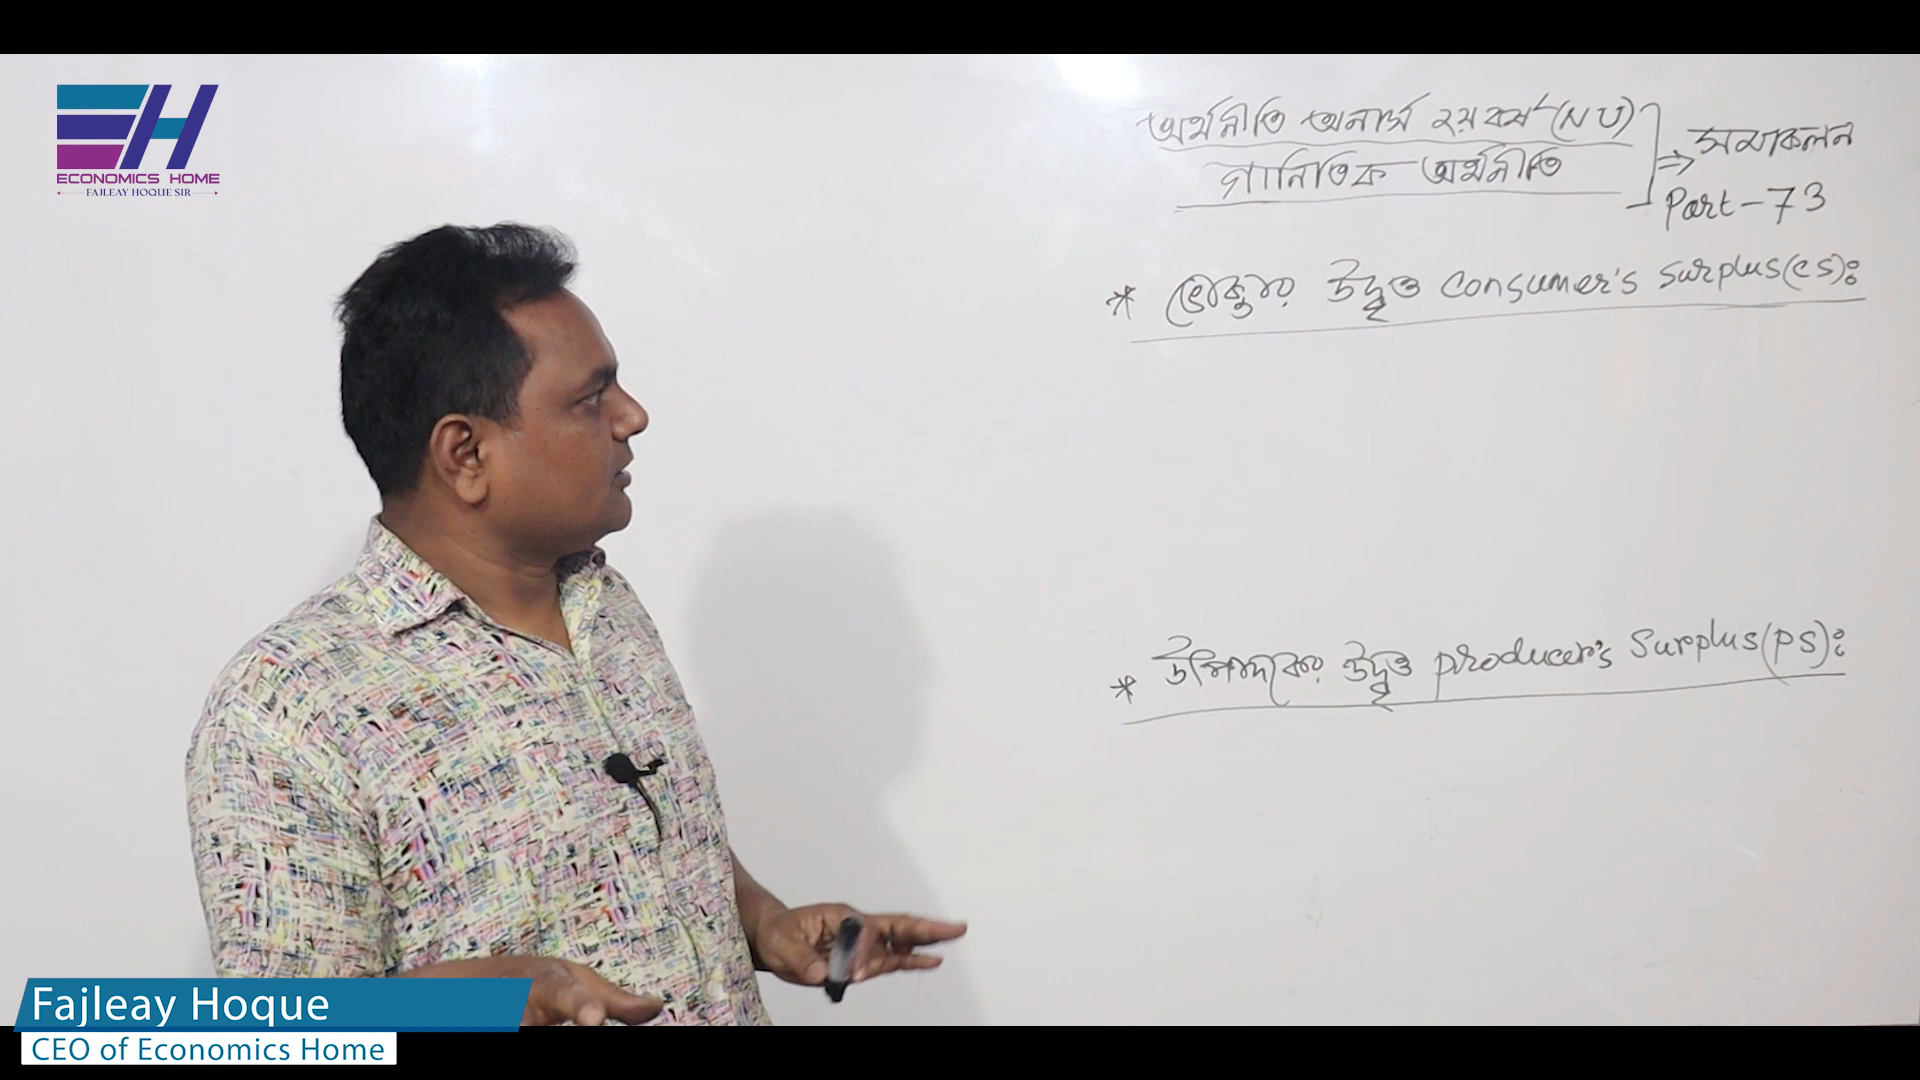 EH
ECONOMICS HOME
FAJLEAY HOQUE SIR
অর্থনীতি অনার্স ২য় বর্ষ (NU)
গানিতিক অর্থনীতি
⇒ সমাকলন
Part-73
* ভোক্তার উদ্বৃত্ত Consumer's Surplus(CS):
* উৎপাদকের উদ্বৃত্ত producer's Surplus(PS):
Fajleay Hoque
CEO of Economics Home